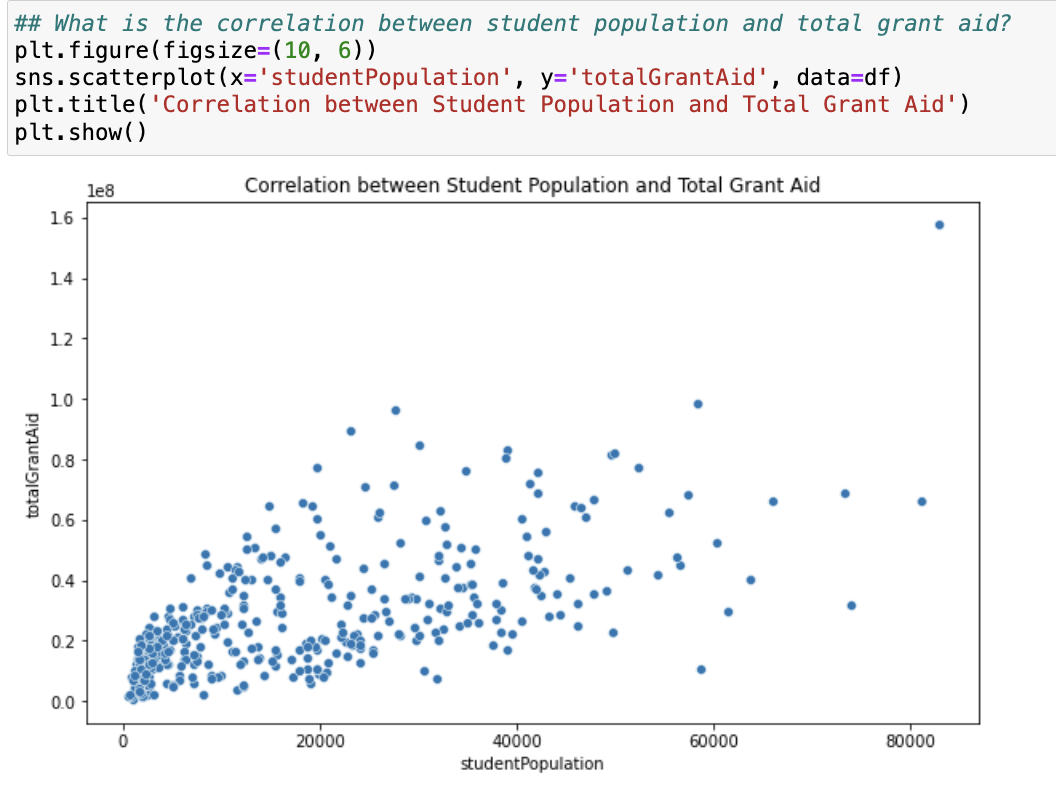 ## What is the correlation between student population and total grant aid?
plt.figure(figsize=(10, 6))
sns.scatterplot(x='studentPopulation', y='totalGrantAid', data=df)
plt.title('Correlation between Student Population and Total Grant Aid')
plt.show()
Correlation between Student Population and Total Grant Aid
1e8
1.6
1.4
1.2
1.0
0.8
0.6
0.4
0.2
0.0
totalGrantAid
0 20000 40000 60000 80000
studentPopulation